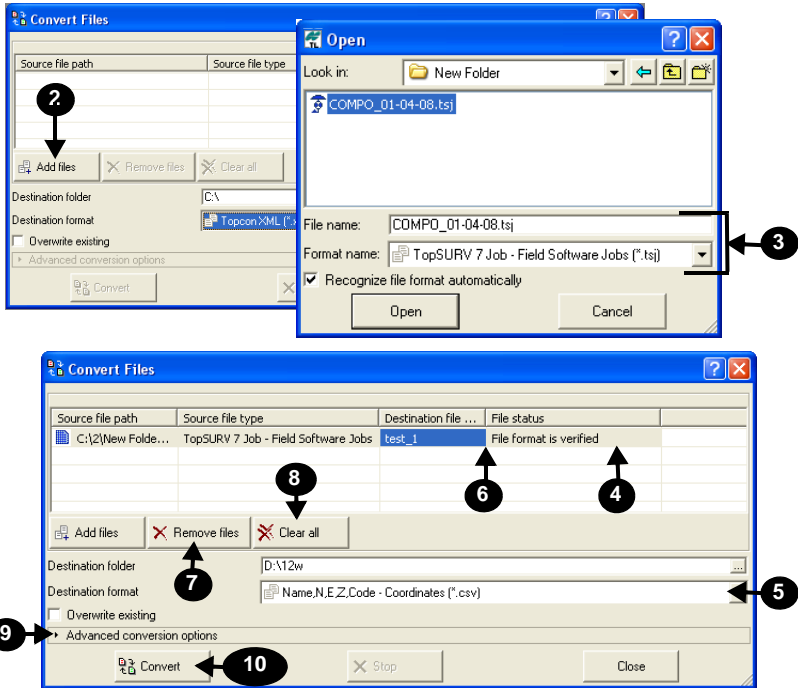 Convert Files
Source file path
Source file type
2
Add files
Remove files
Clear all
Destination folder
C:\
Destination format
Topcon XML (*.x
Overwrite existing
Advanced conversion options
Convert
Open
Look in:
New Folder
COMPO_01-04-08.tsj
File name:
COMPO_01-04-08.tsj
Format name:
TopSURV 7 Job - Field Software Jobs (*.tsj)
3
Recognize file format automatically
Open
Cancel
Convert Files
Source file path
Source file type
Destination file ...
File status
C:\2\New Folde...
TopSURV 7 Job - Field Software Jobs
test_1
File format is verified
8
6
4
Add files
Remove files
Clear all
7
Destination folder
D:\12w
...
Destination format
Name,N,E,Z,Code - Coordinates (*.csv)
5
Overwrite existing
9
Advanced conversion options
Convert
10
Stop
Close